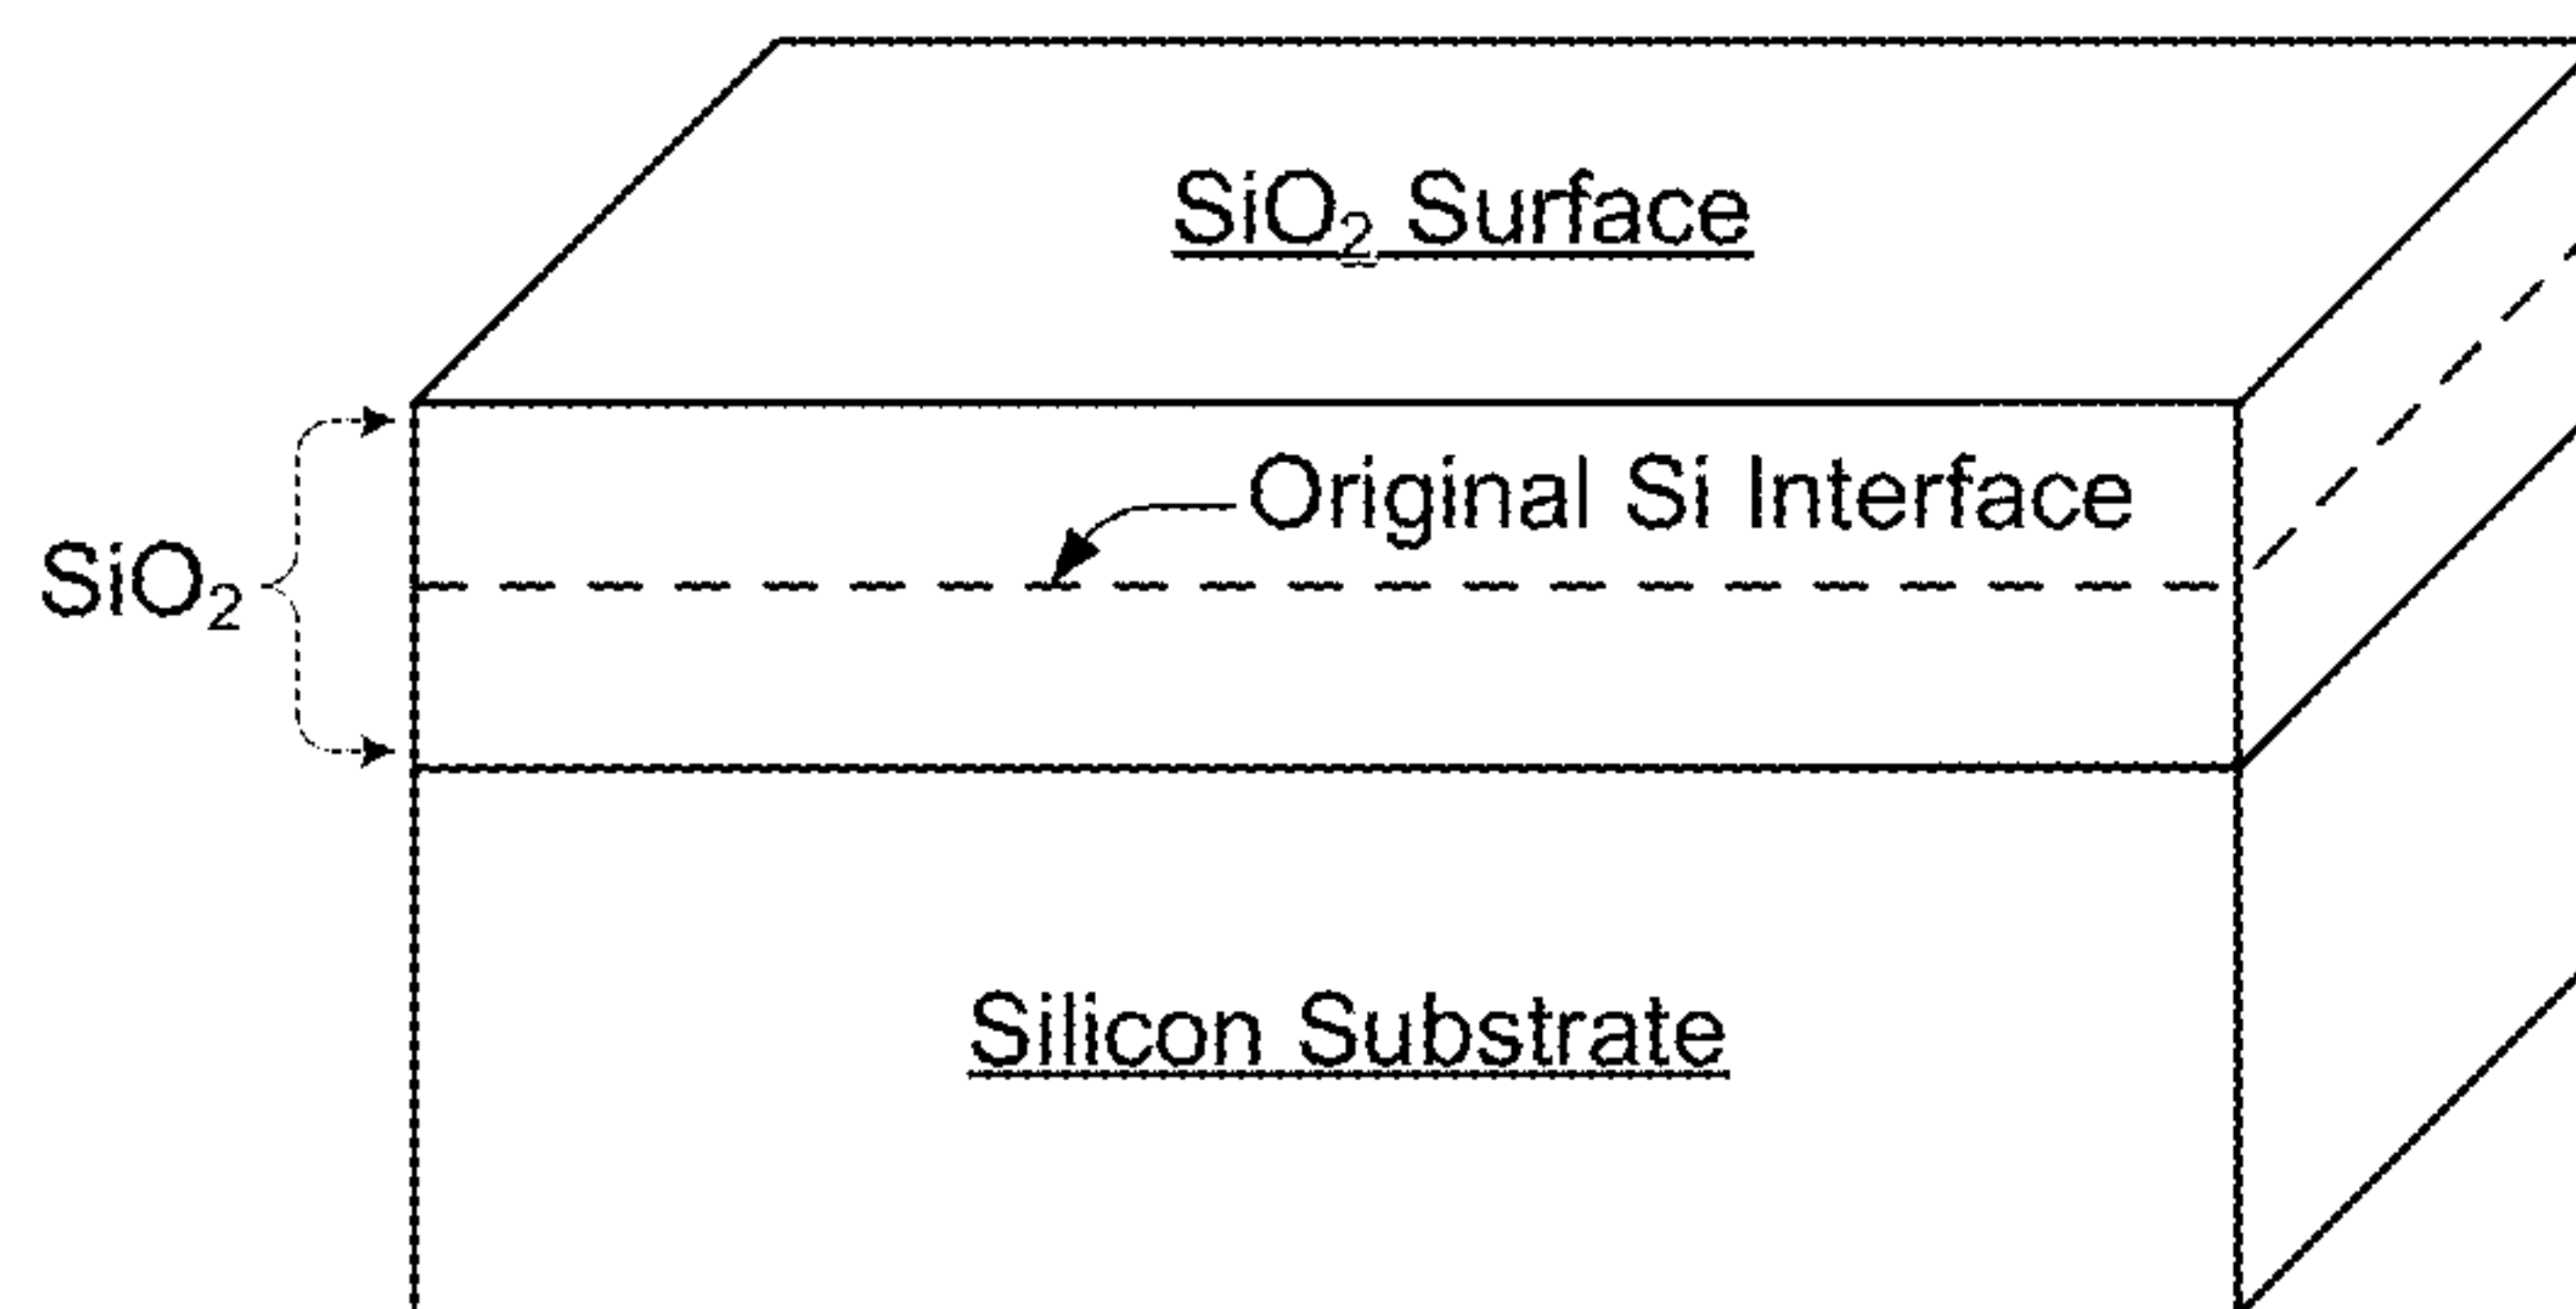 SiO₂ Surface
Original Si Interface
SiO₂
Silicon Substrate